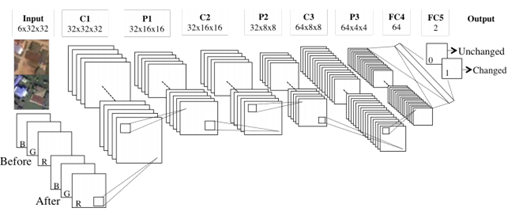 Input C1 P1 C2 P2 C3 P3 FC4 FC5 Output
6x32x32 32x32x32 32x16x16 32x16x16 32x8x8 64x8x8 64x4x4 64 2
Unchanged
0
Changed
1
B
G
R
Before
B
G
R
After